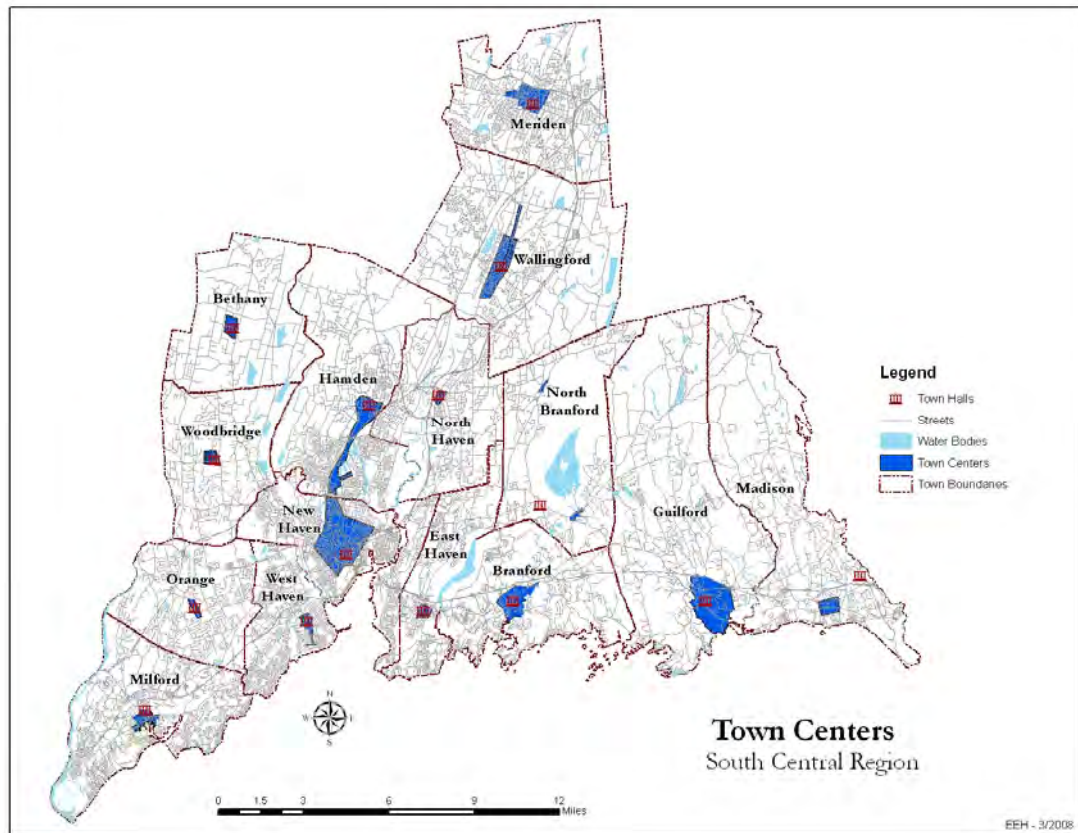 Meriden
Wallingford
Bethany
Hamden
North
Haven
North
Branford
Woodbridge
New
Haven
East
Haven
Guilford
Madison
Orange
West
Haven
Branford
Milford
Legend
Town Halls
Streets
Water Bodies
Town Centers
Town Boundaries
N
W
E
S
Town Centers
South Central Region
0 1.5 3 6 9 12
Miles
EEH - 3/2008